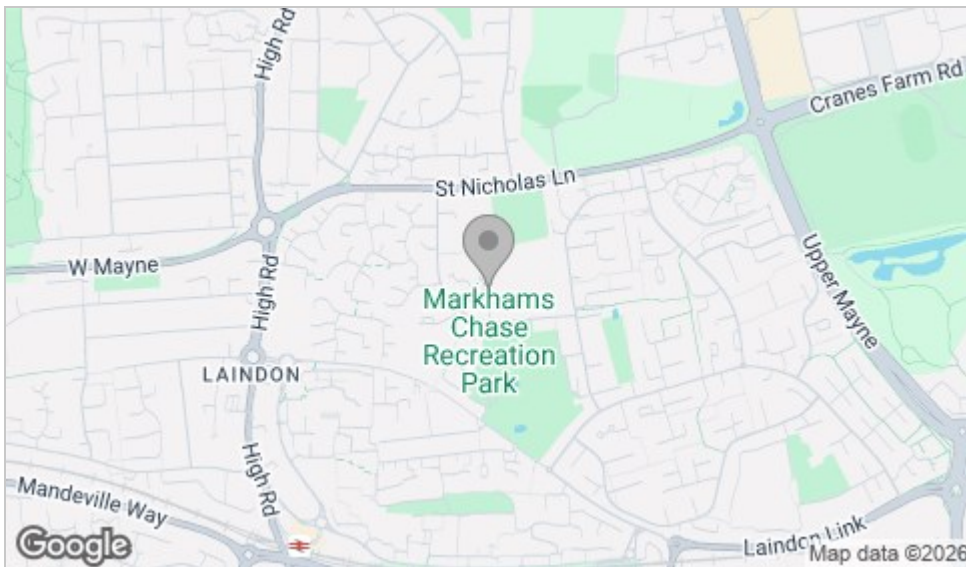 High Rd
Cranes Farm Rd
St Nicholas Ln
W Mayne
High Rd
Upper Mayne
Markhams
Chase
Recreation
Park
LAINDON
High Rd
Mandeville Way
Laindon Link
Google
Map data ©2026